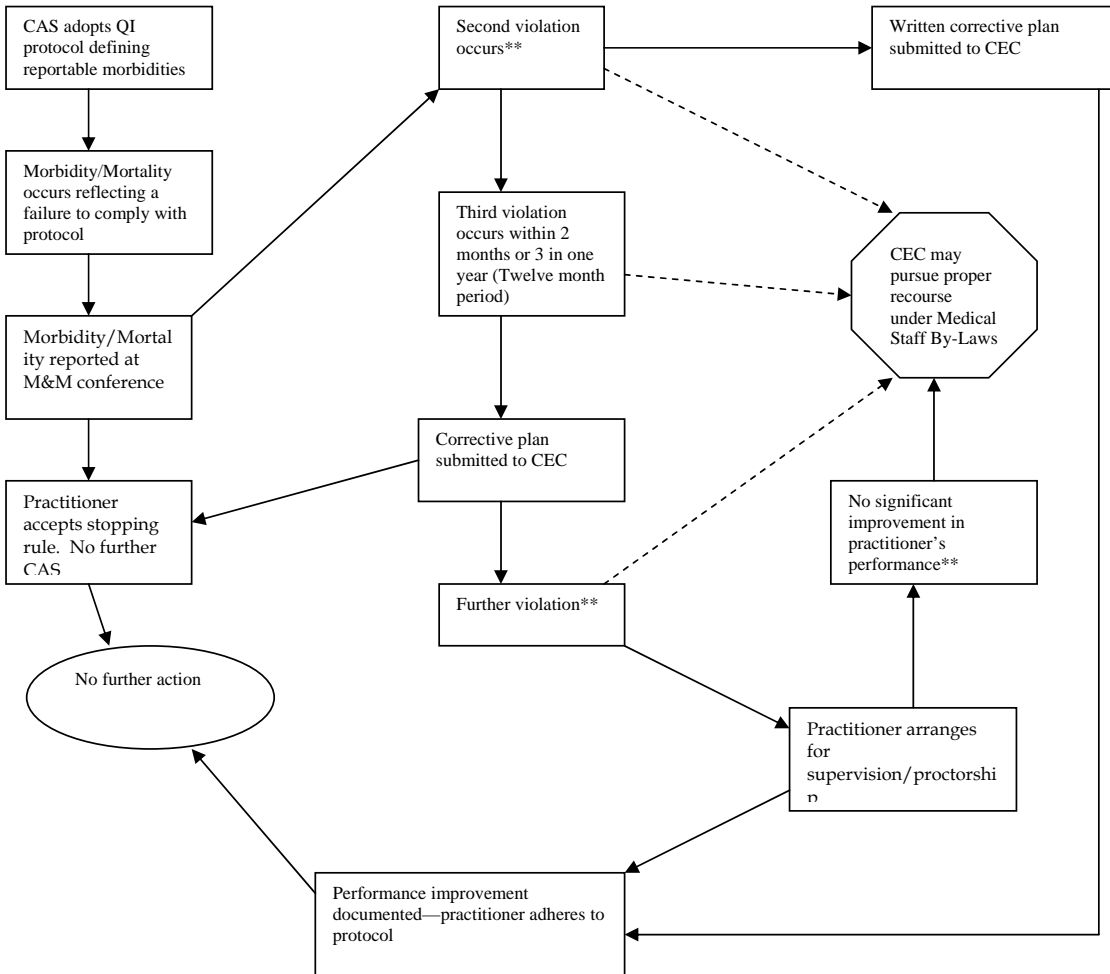 CAS adopts QI
protocol defining
reportable morbidities
Morbidity/Mortality
occurs reflecting a
failure to comply with
protocol
Morbidity/Mortal
ity reported at
M&M conference
Practitioner
accepts stopping
rule. No further
CAS
No further action
Second violation
occurs**
Third violation
occurs within 2
months or 3 in one
year (Twelve month
period)
Corrective plan
submitted to CEC
Further violation**
Written corrective plan
submitted to CEC
CEC may
pursue proper
recourse
under Medical
Staff By-Laws
No significant
improvement in
practitioner’s
performance**
Practitioner arranges
for
supervision/proctorshi
p
Performance improvement
documented—practitioner adheres to
protocol